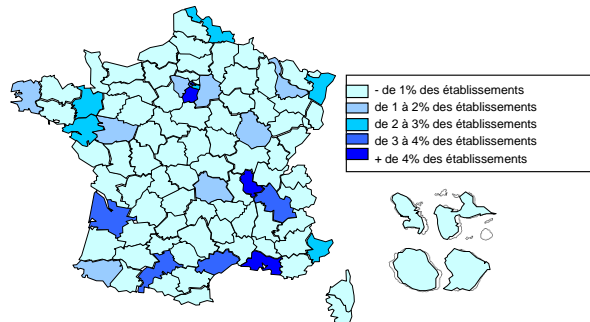 - de 1% des établissements
de 1 à 2% des établissements
de 2 à 3% des établissements
de 3 à 4% des établissements
+ de 4% des établissements